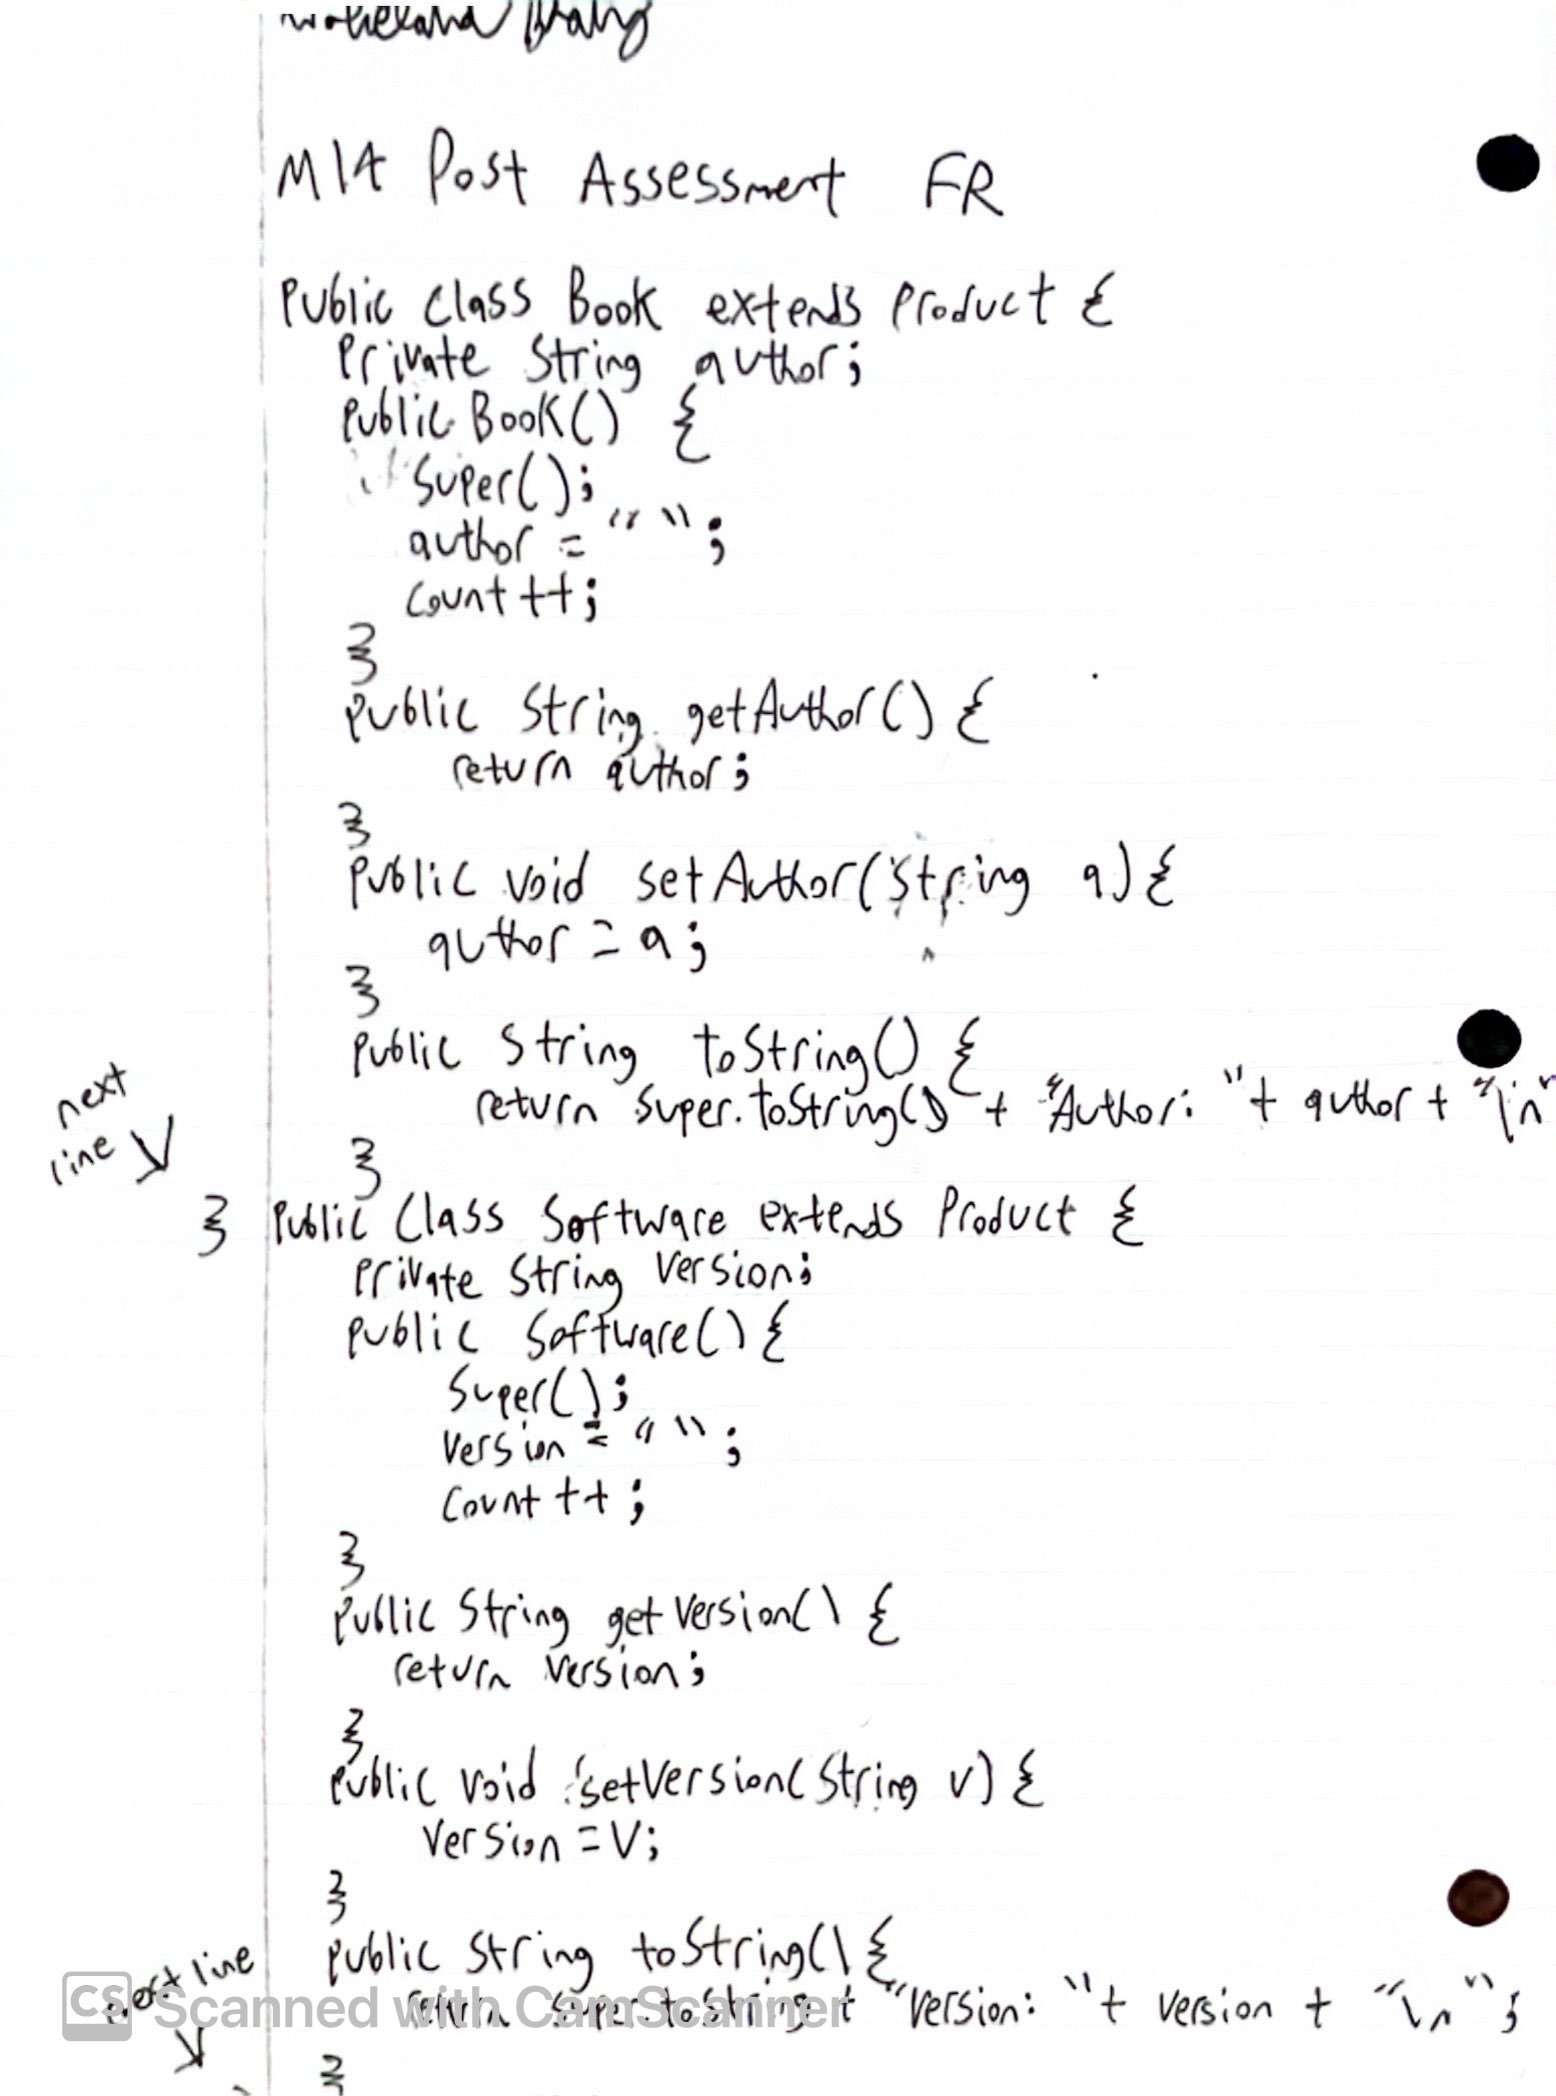 M14 Post Assessment FR
Public class Book extends Product {
Private String author;
Public Book() {
Super();
author = "";
Count++;
}
Public String getAuthor() {
return author;
}
Public void setAuthor(String a) {
author = a;
}
Public String toString() {
return super.toString() + "Author: " + author + "\n"
next
line
}
} Public Class Software extends Product {
Private String Version;
Public Software() {
Super();
Version = "";
Count++;
}
Public String getVersion() {
return version;
}
Public void setVersion(String v) {
Version = V;
}
Public String toString() {
return super.toString + "Version: " + version + "\n";
next line
}
CS Scanned with CamScanner